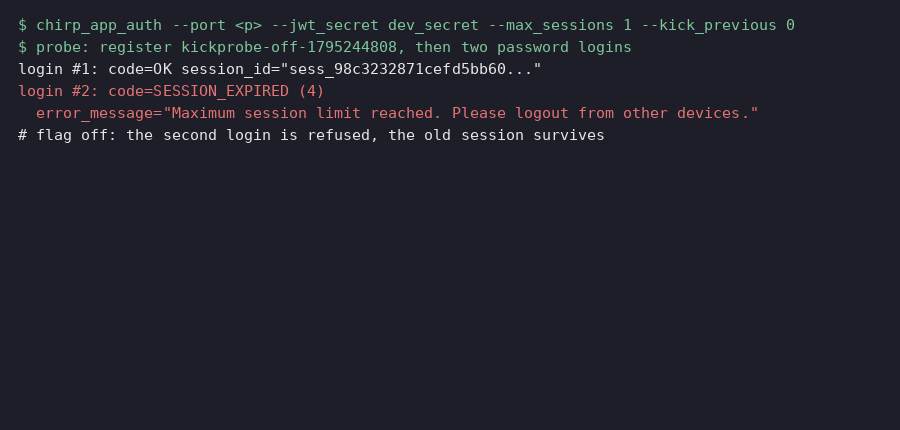 $ chirp_app_auth --port <p> --jwt_secret dev_secret --max_sessions 1 --kick_previous 0
$ probe: register kickprobe-off-1795244808, then two password logins
login #1: code=OK session_id="sess_98c3232871cefd5bb60..."
login #2: code=SESSION_EXPIRED (4)
  error_message="Maximum session limit reached. Please logout from other devices."
# flag off: the second login is refused, the old session survives